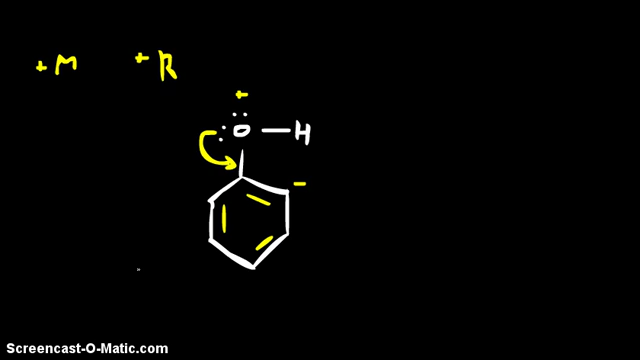 +M +R
+
:Ö—H
−
Screencast-O-Matic.com